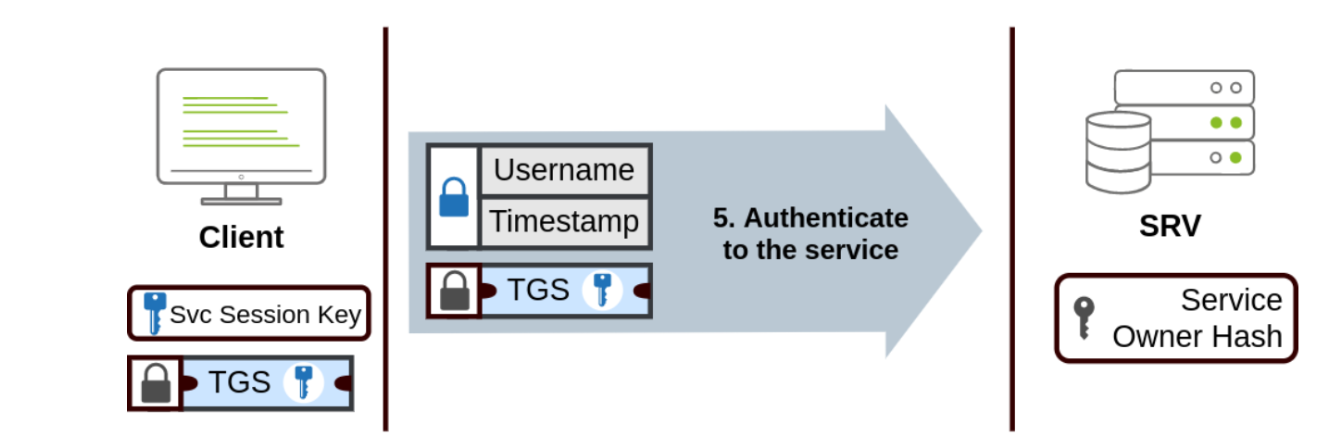 Client
Svc Session Key
TGS
Username
Timestamp
TGS
5. Authenticate
to the service
SRV
Service
Owner Hash